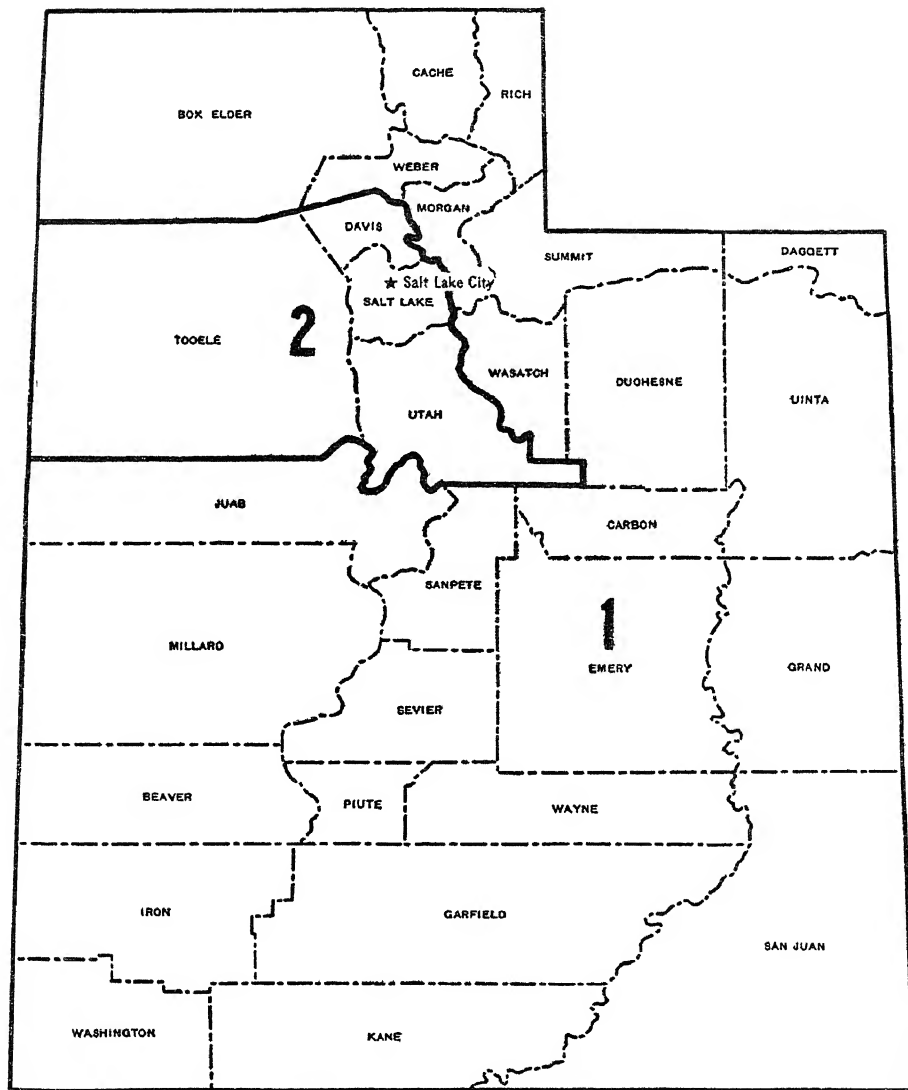 CACHE
RICH
BOX ELDER
WEBER
MORGAN
DAVIS
SUMMIT
DAGGETT
★ Salt Lake City
SALT LAKE
2
TOOELE
WASATCH
DUCHESNE
UINTA
UTAH
JUAB
CARBON
SANPETE
1
MILLARD
EMERY
GRAND
SEVIER
BEAVER
PIUTE
WAYNE
IRON
GARFIELD
SAN JUAN
WASHINGTON
KANE